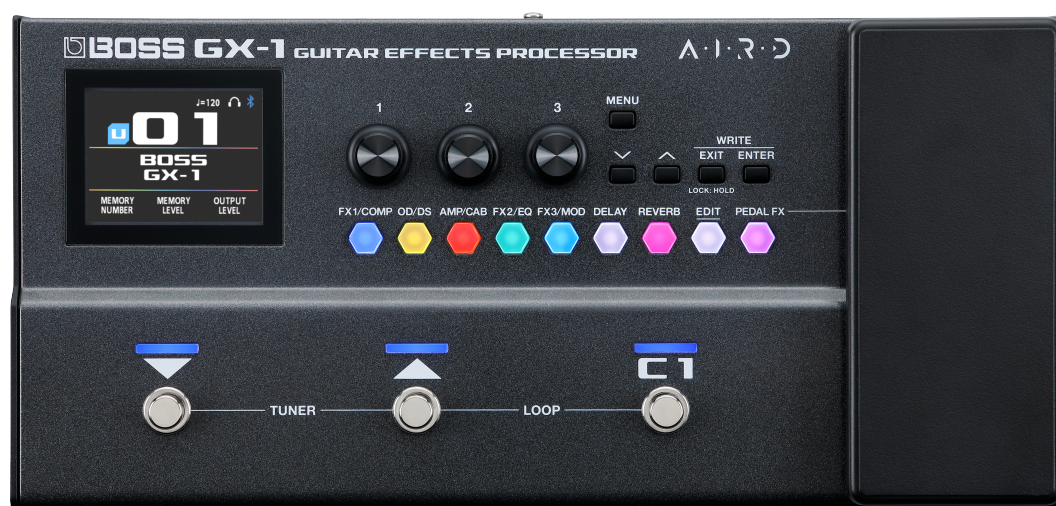 BOSS GX-1 GUITAR EFFECTS PROCESSOR A·I·R·D
♩=120
U01
BOSS
GX-1
MEMORY NUMBER MEMORY LEVEL OUTPUT LEVEL
1 2 3
MENU
WRITE
EXIT ENTER
LOCK: HOLD
FX1/COMP OD/DS AMP/CAB FX2/EQ FX3/MOD DELAY REVERB EDIT PEDAL FX
C1
TUNER LOOP